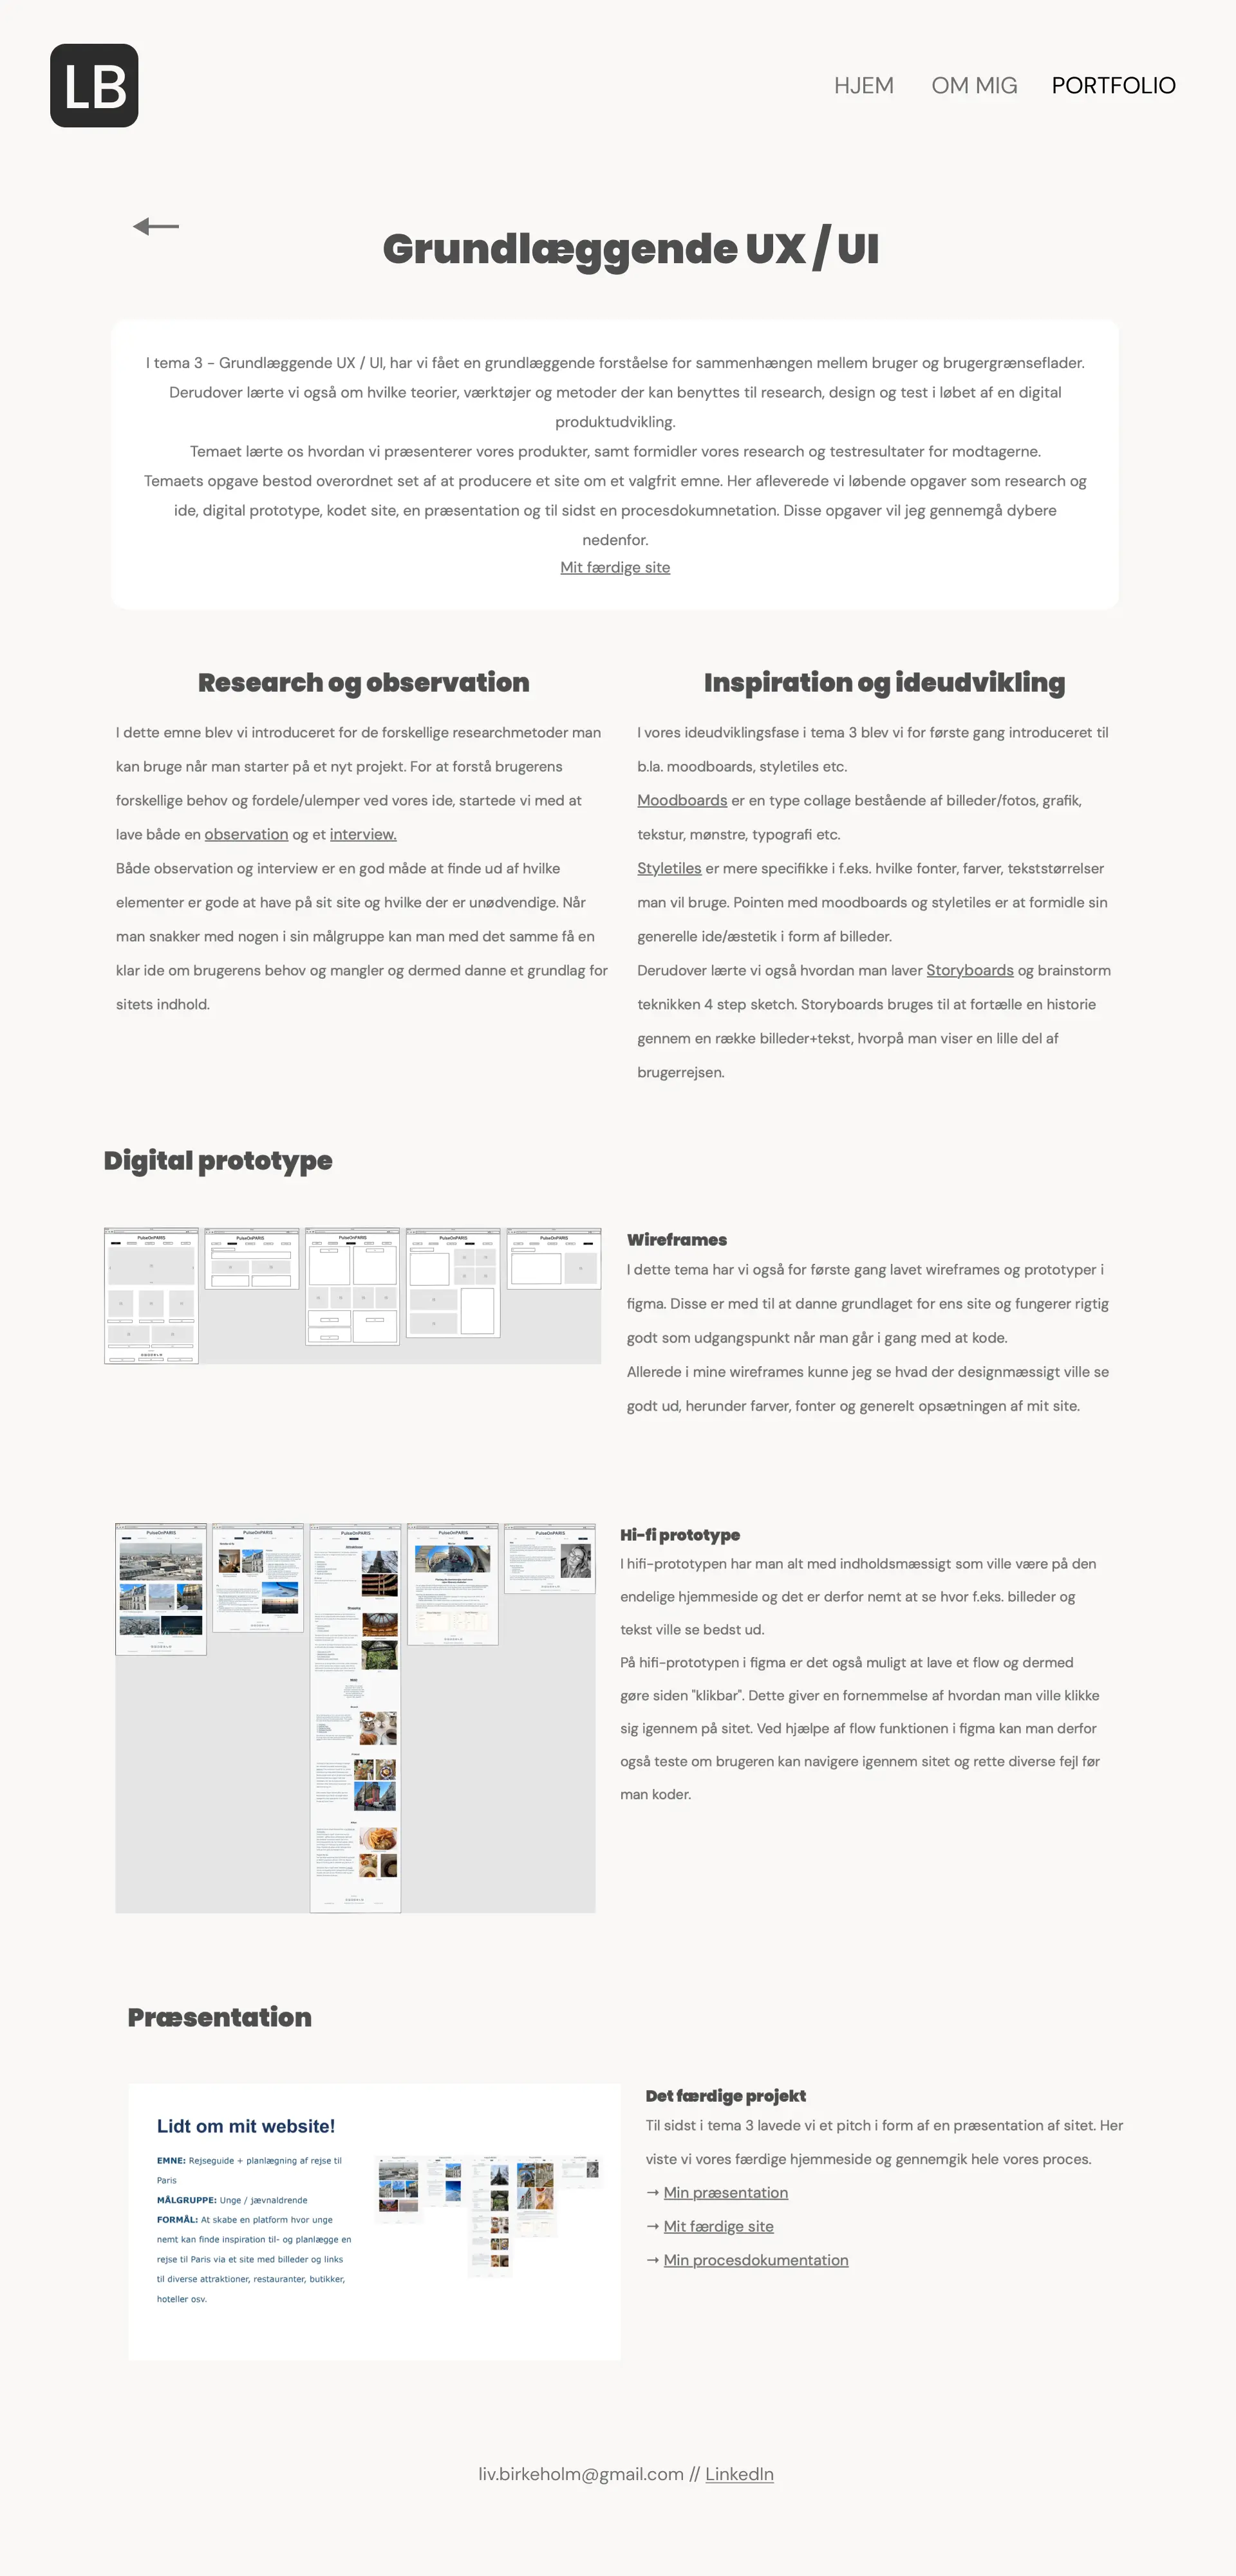 LB
HJEM OM MIG PORTFOLIO
Grundlæggende UX / UI
I tema 3 - Grundlæggende UX / UI, har vi fået en grundlæggende forståelse for sammenhængen mellem bruger og brugergrænseflader.
Derudover lærte vi også om hvilke teorier, værktøjer og metoder der kan benyttes til research, design og test i løbet af en digital
produktudvikling.
Temaet lærte os hvordan vi præsenterer vores produkter, samt formidler vores research og testresultater for modtagerne.
Temaets opgave bestod overordnet set af at producere et site om et valgfrit emne. Her afleverede vi løbende opgaver som research og
ide, digital prototype, kodet site, en præsentation og til sidst en procesdokumnetation. Disse opgaver vil jeg gennemgå dybere
nedenfor.
Mit færdige site
Research og observation
I dette emne blev vi introduceret for de forskellige researchmetoder man
kan bruge når man starter på et nyt projekt. For at forstå brugerens
forskellige behov og fordele/ulemper ved vores ide, startede vi med at
lave både en observation og et interview.
Både observation og interview er en god måde at finde ud af hvilke
elementer er gode at have på sit site og hvilke der er unødvendige. Når
man snakker med nogen i sin målgruppe kan man med det samme få en
klar ide om brugerens behov og mangler og dermed danne et grundlag for
sitets indhold.
Inspiration og ideudvikling
I vores ideudviklingsfase i tema 3 blev vi for første gang introduceret til
b.la. moodboards, styletiles etc.
Moodboards er en type collage bestående af billeder/fotos, grafik,
tekstur, mønstre, typografi etc.
Styletiles er mere specifikke i f.eks. hvilke fonter, farver, tekststørrelser
man vil bruge. Pointen med moodboards og styletiles er at formidle sin
generelle ide/æstetik i form af billeder.
Derudover lærte vi også hvordan man laver Storyboards og brainstorm
teknikken 4 step sketch. Storyboards bruges til at fortælle en historie
gennem en række billeder+tekst, hvorpå man viser en lille del af
brugerrejsen.
Digital prototype
PulseOnPARIS
PulseOnPARIS
PulseOnPARIS
PulseOnPARIS
PulseOnPARIS
Wireframes
I dette tema har vi også for første gang lavet wireframes og prototyper i
figma. Disse er med til at danne grundlaget for ens site og fungerer rigtig
godt som udgangspunkt når man går i gang med at kode.
Allerede i mine wireframes kunne jeg se hvad der designmæssigt ville se
godt ud, herunder farver, fonter og generelt opsætningen af mit site.
PulseOnPARIS
PulseOnPARIS
PulseOnPARIS
PulseOnPARIS
PulseOnPARIS
Hi-fi prototype
I hifi-prototypen har man alt med indholdsmæssigt som ville være på den
endelige hjemmeside og det er derfor nemt at se hvor f.eks. billeder og
tekst ville se bedst ud.
På hifi-prototypen i figma er det også muligt at lave et flow og dermed
gøre siden "klikbar". Dette giver en fornemmelse af hvordan man ville klikke
sig igennem på sitet. Ved hjælpe af flow funktionen i figma kan man derfor
også teste om brugeren kan navigere igennem sitet og rette diverse fejl før
man koder.
Præsentation
Lidt om mit website!
EMNE: Rejseguide + planlægning af rejse til
Paris
MÅLGRUPPE: Unge / jævnaldrende
FORMÅL: At skabe en platform hvor unge
nemt kan finde inspiration til- og planlægge en
rejse til Paris via et site med billeder og links
til diverse attraktioner, restauranter, butikker,
hoteller osv.
Det færdige projekt
Til sidst i tema 3 lavede vi et pitch i form af en præsentation af sitet. Her
viste vi vores færdige hjemmeside og gennemgik hele vores proces.
→ Min præsentation
→ Mit færdige site
→ Min procesdokumentation
liv.birkeholm@gmail.com // LinkedIn